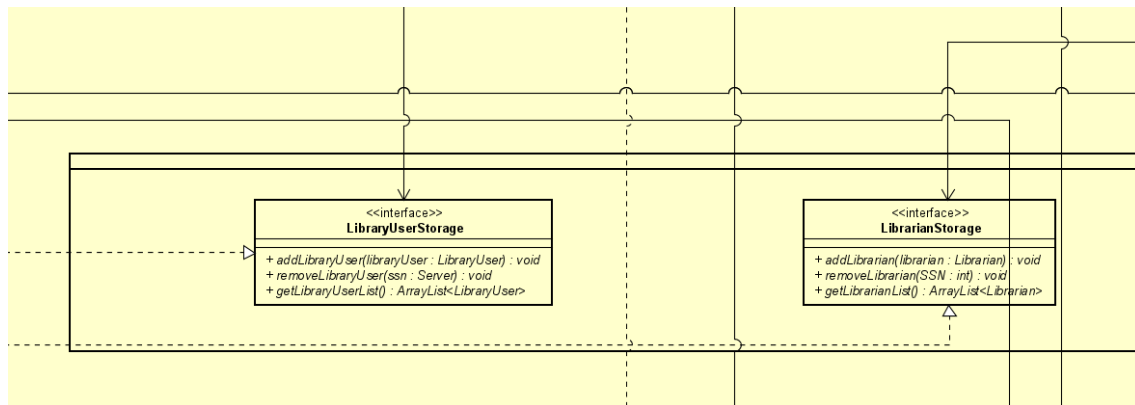 <<interface>>
LibraryUserStorage
+ addLibraryUser(libraryUser : LibraryUser) : void
+ removeLibraryUser(ssn : Server) : void
+ getLibraryUserList() : ArrayList<LibraryUser>
<<interface>>
LibrarianStorage
+ addLibrarian(librarian : Librarian) : void
+ removeLibrarian(SSN : int) : void
+ getLibrarianList() : ArrayList<Librarian>